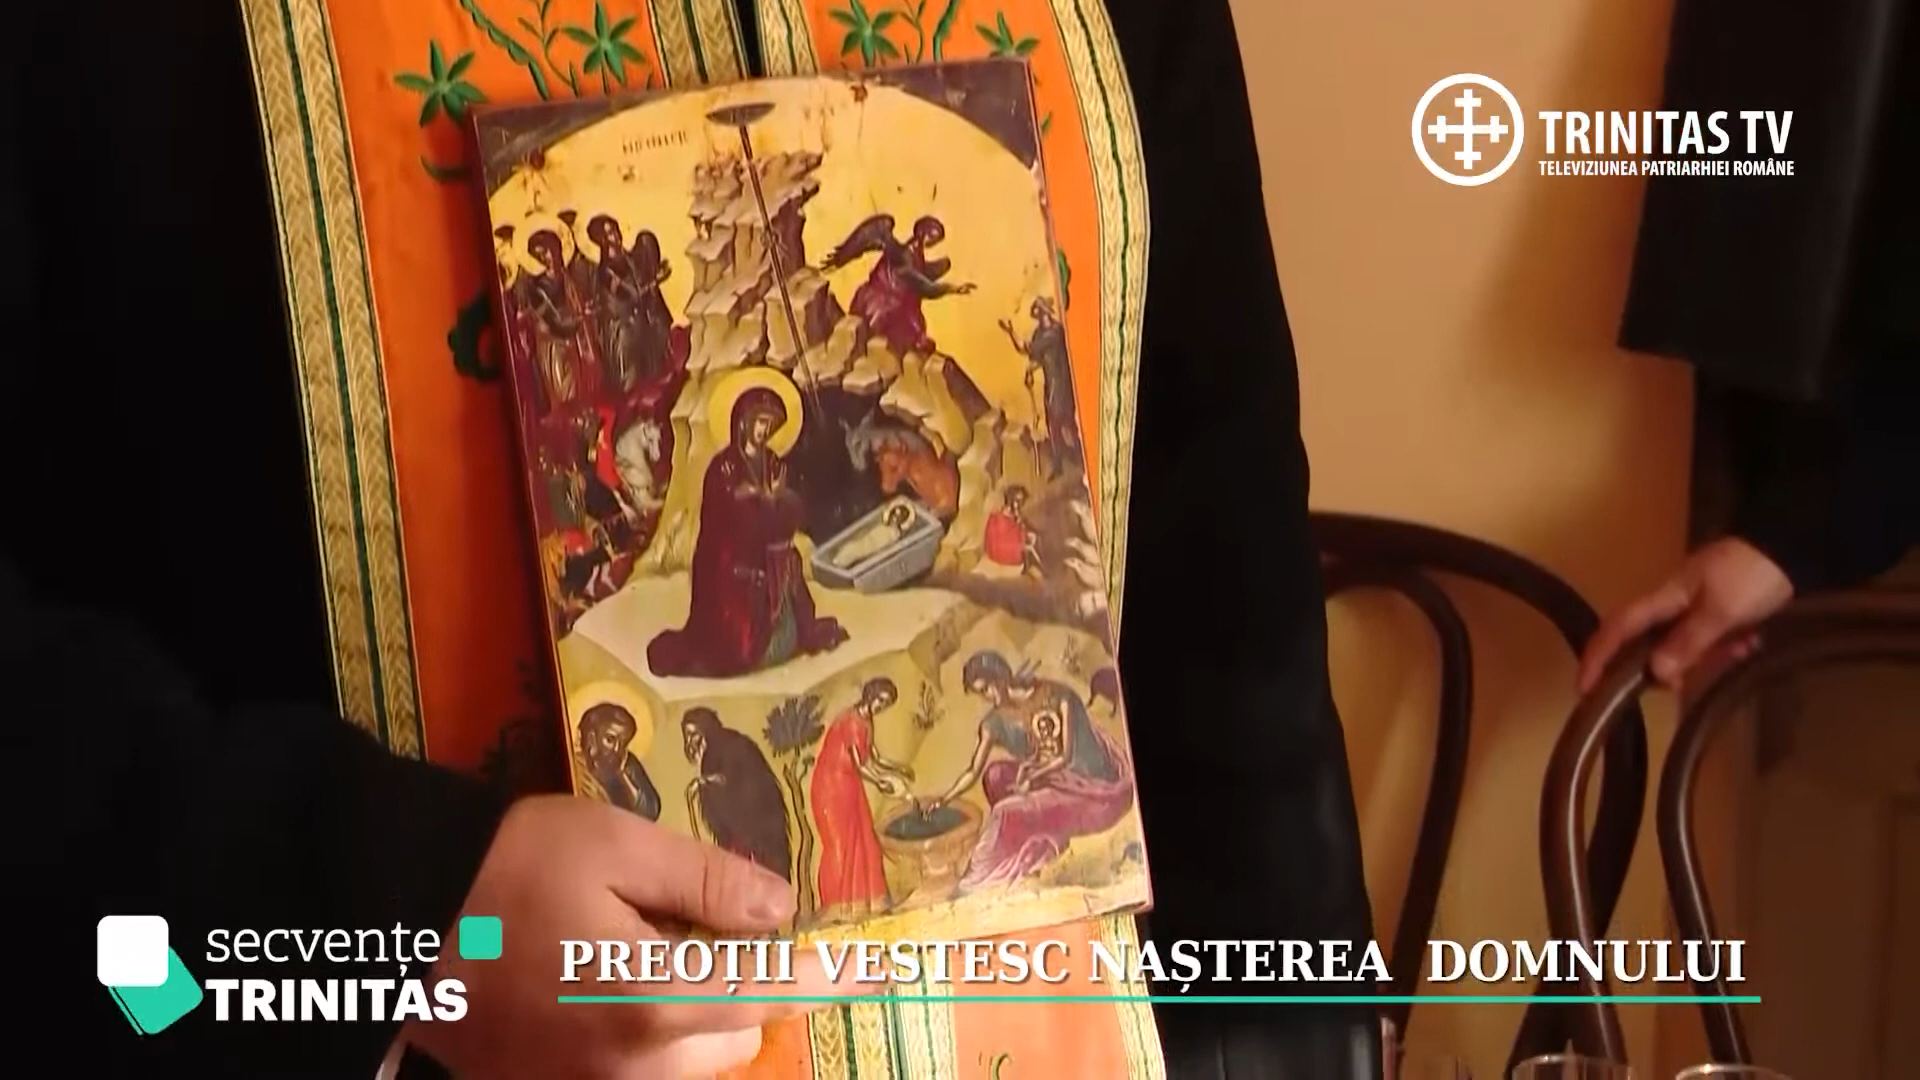 TRINITAS TV
TELEVIZIUNEA PATRIARHIEI ROMÂNE
secvențe
TRINITAS
PREOȚII VESTESC NAȘTEREA DOMNULUI